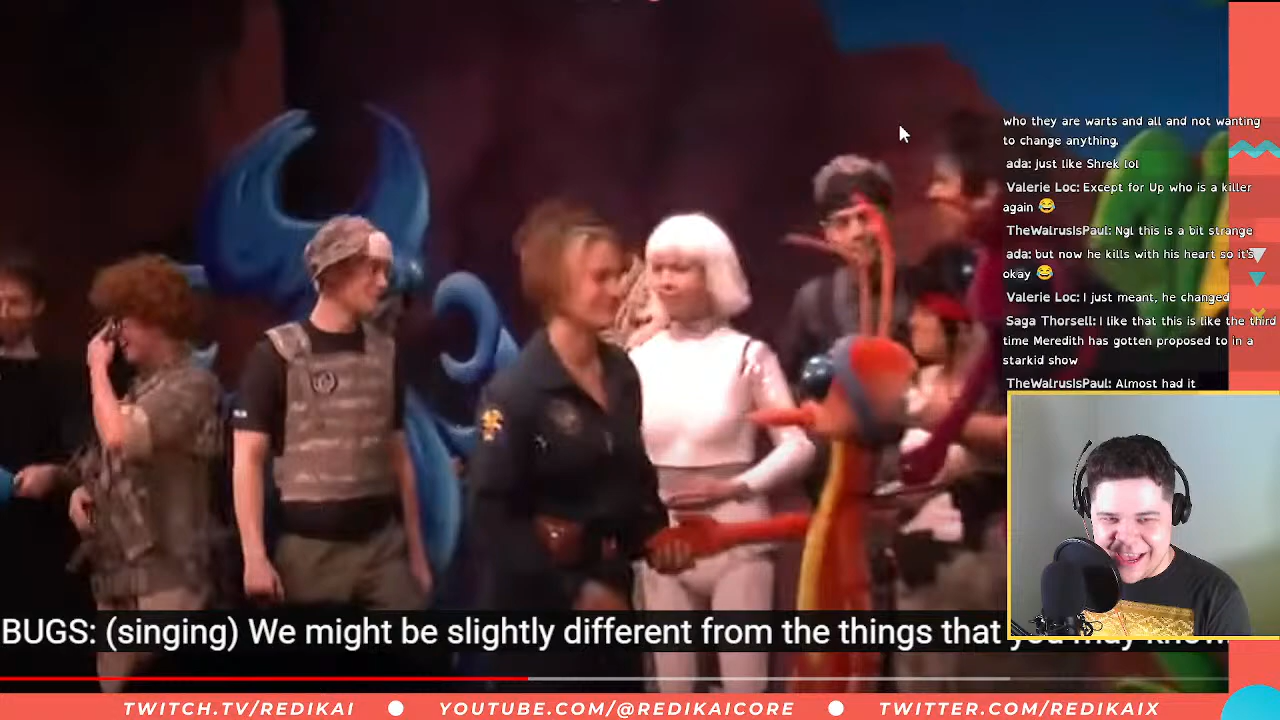 who they are warts and all and not wanting
to change anything.
ada: just like Shrek lol
Valerie Loc: Except for Up who is a killer
again 😂
TheWalrusIsPaul: Ngl this is a bit strange
ada: but now he kills with his heart so it's
okay 😂
Valerie Loc: I just meant, he changed
Saga Thorsell: I like that this is like the third
time Meredith has gotten proposed to in a
starkid show
TheWalrusIsPaul: Almost had it
BUGS: (singing) We might be slightly different from the things that you may know
TWITCH.TV/REDIKAI
YOUTUBE.COM/@REDIKAICORE
TWITTER.COM/REDIKAIX